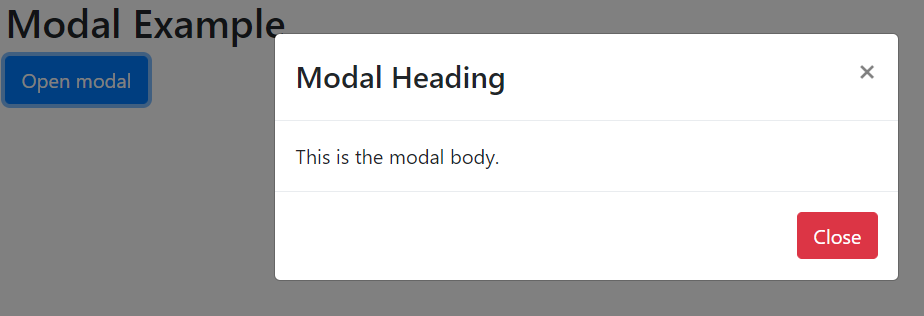 Modal Example
Open modal
Modal Heading
×
This is the modal body.
Close